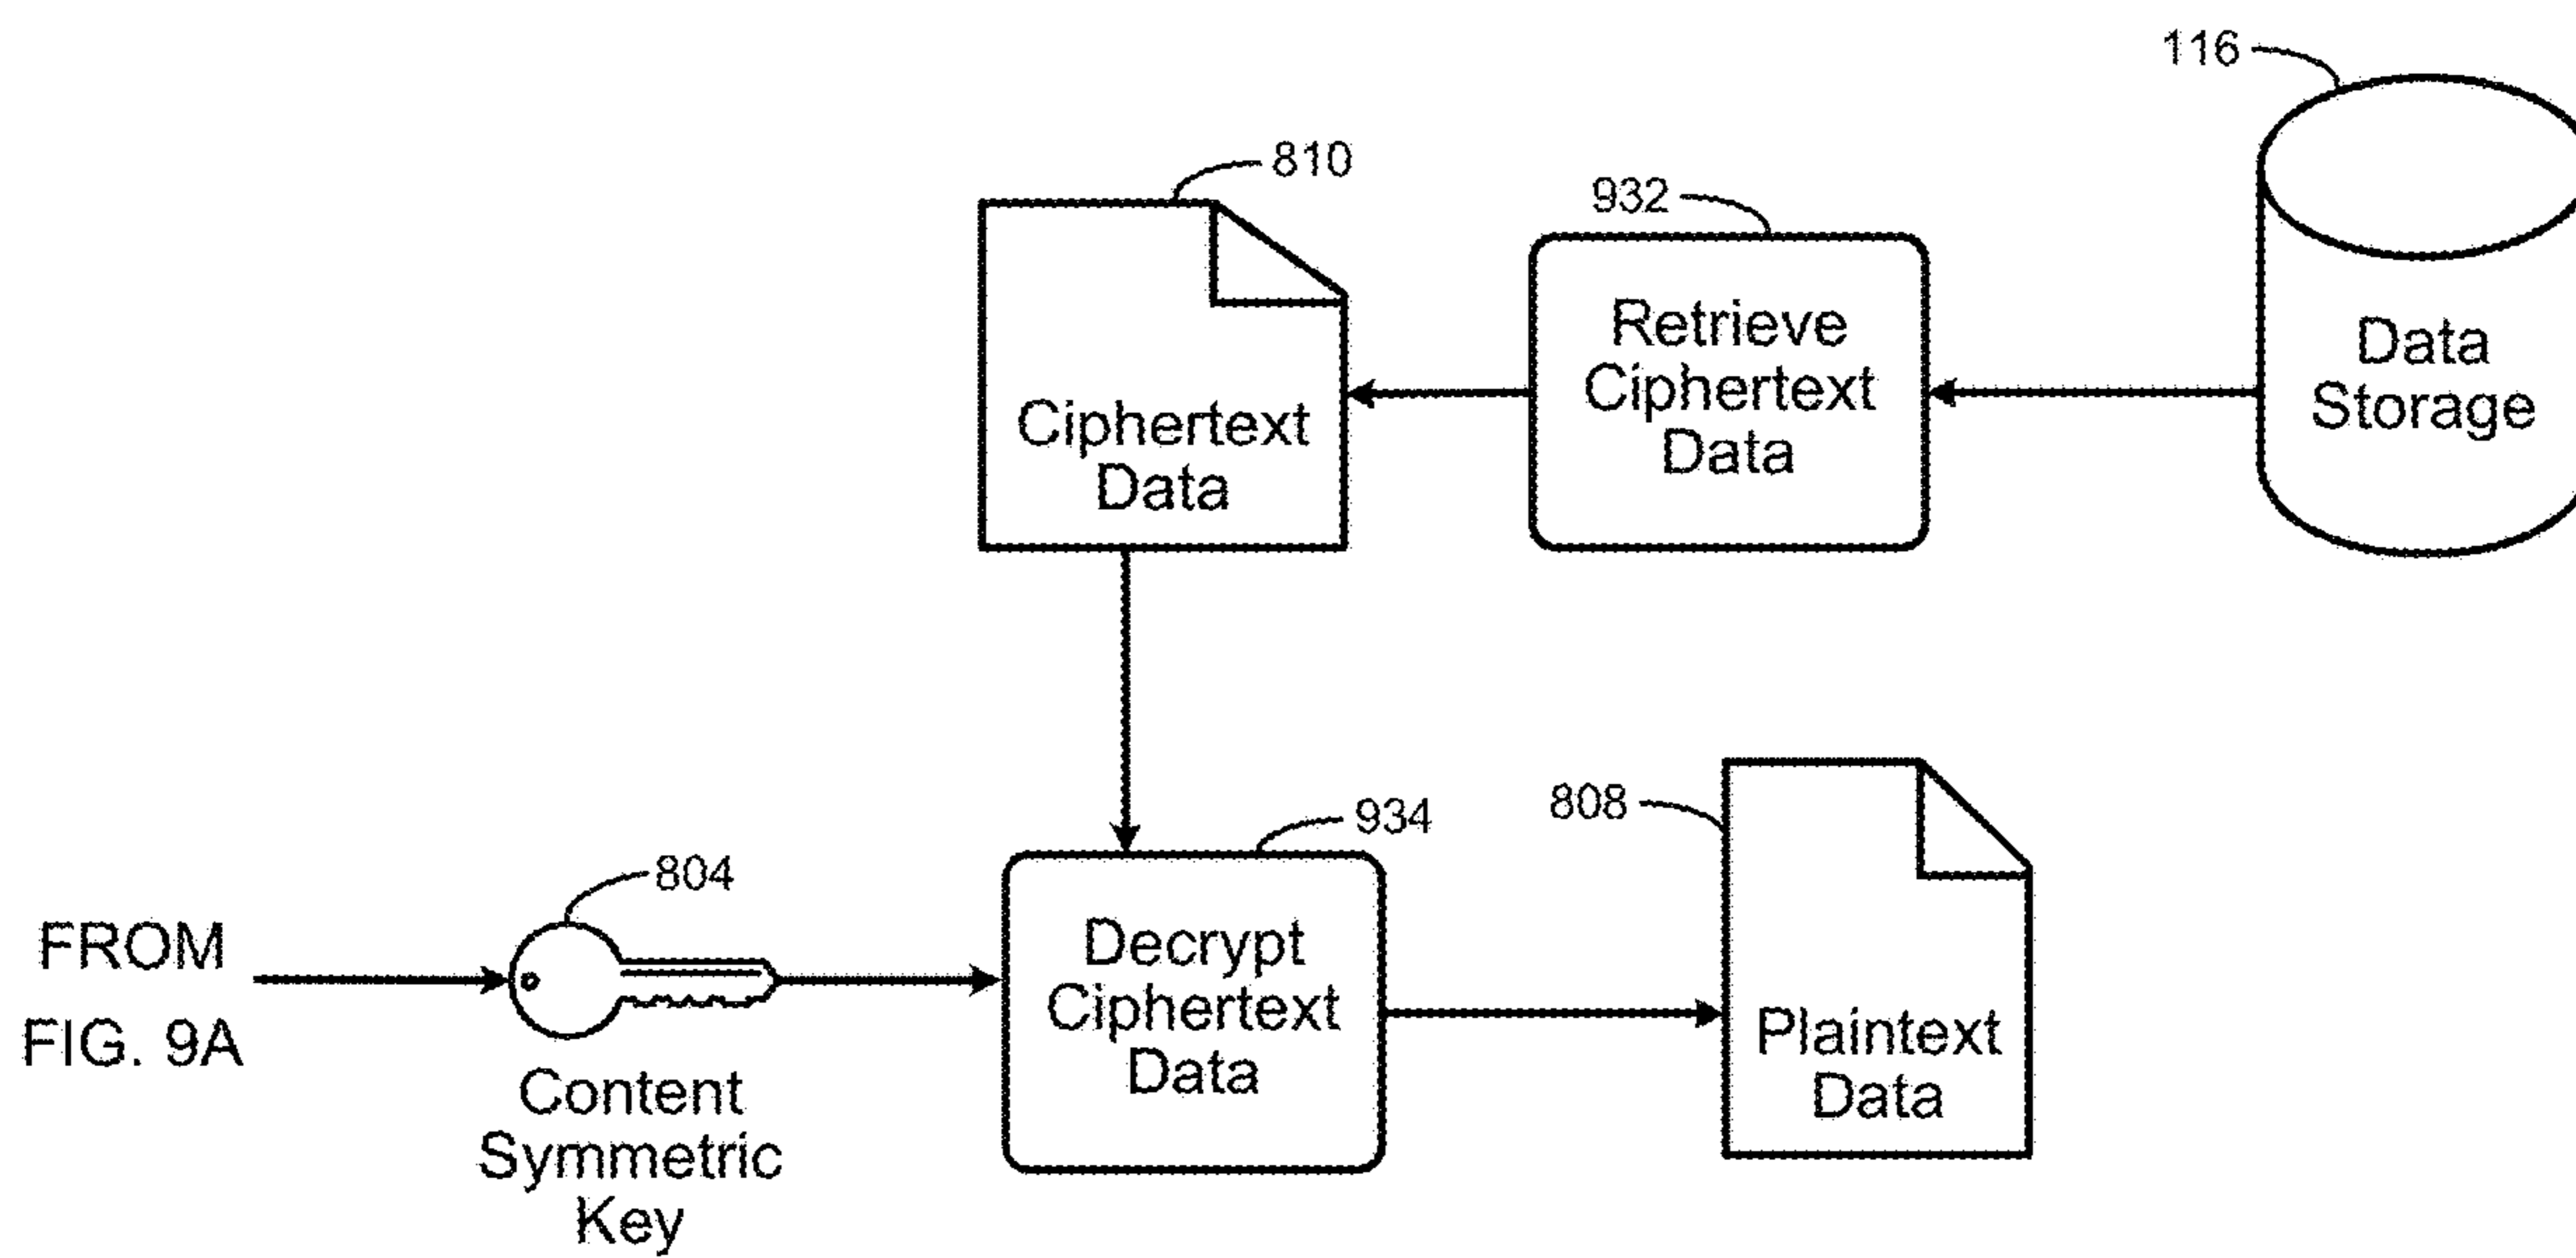 116
810
932
Retrieve
Ciphertext
Data
Data
Storage
Ciphertext
Data
934
808
804
FROM
FIG. 9A
Decrypt
Ciphertext
Data
Plaintext
Data
Content
Symmetric
Key